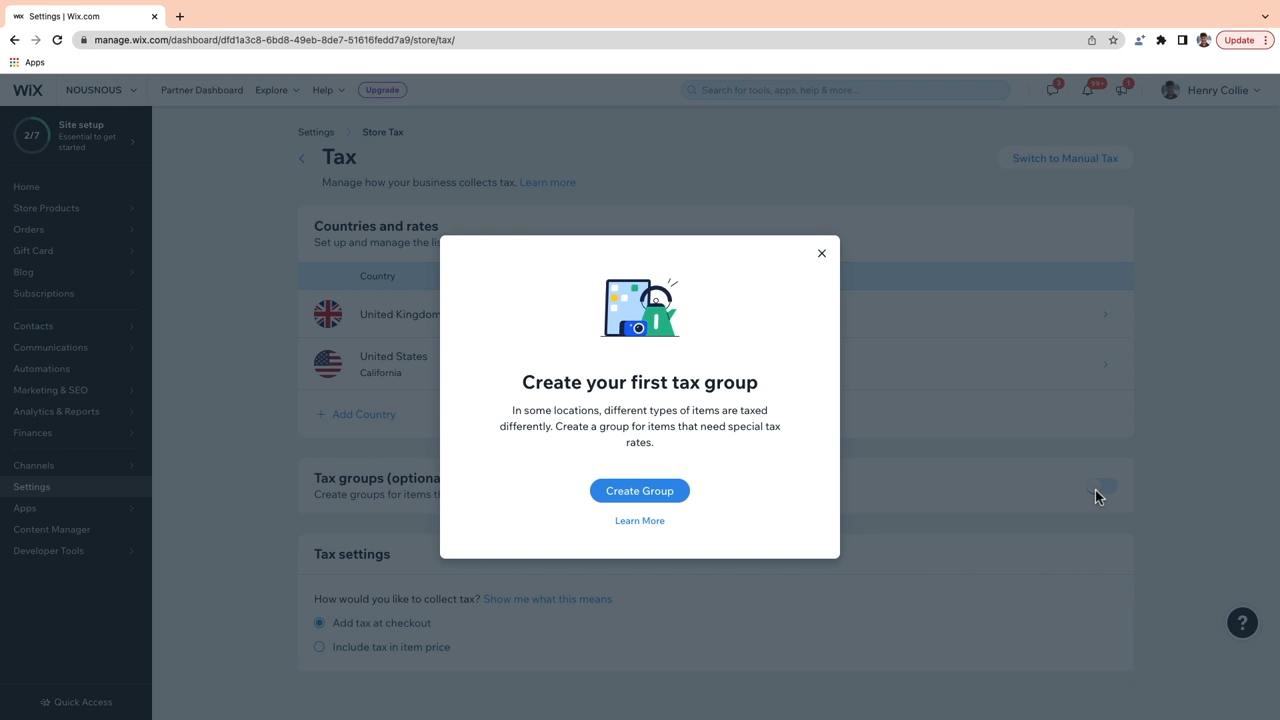 WiX Settings | Wix.com
manage.wix.com/dashboard/dfd1a3c8-6bd8-49eb-8de7-51616fedd7a9/store/tax/
Update
Apps
WiX NOUSNOUS Partner Dashboard Explore Help Upgrade Search for tools, apps, help & more... Henry Collie
2/7
Site setup
Essential to get
started
Home
Store Products
Orders
Gift Card
Blog
Subscriptions
Contacts
Communications
Automations
Marketing & SEO
Analytics & Reports
Finances
Channels
Settings
Apps
Content Manager
Developer Tools
Quick Access
Settings Store Tax
Tax
Switch to Manual Tax
Manage how your business collects tax. Learn more
Countries and rates
Set up and manage the lis
Country
United Kingdom
United States
California
+ Add Country
Tax groups (optiona
Create groups for items th
Tax settings
How would you like to collect tax? Show me what this means
Add tax at checkout
Include tax in item price
Create your first tax group
In some locations, different types of items are taxed
differently. Create a group for items that need special tax
rates.
Create Group
Learn More
?